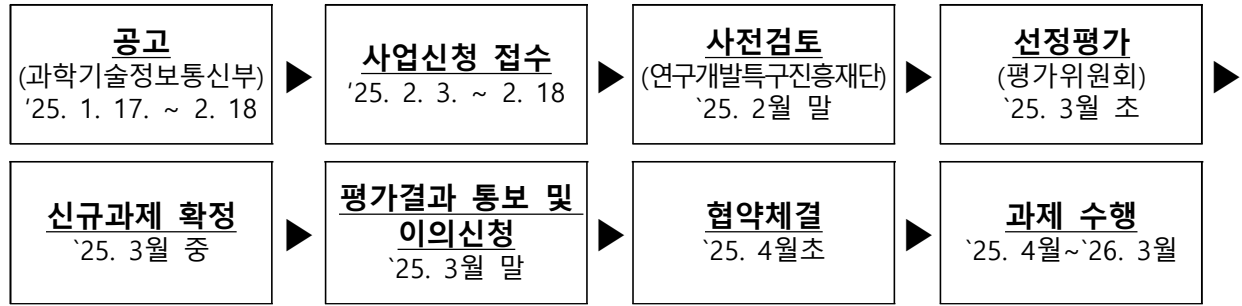 공고
(과학기술정보통신부)
'25. 1. 17. ~ 2. 18
사업신청 접수
'25. 2. 3. ~ 2. 18
사전검토
(연구개발특구진흥재단)
`25. 2월 말
선정평가
(평가위원회)
`25. 3월 초
신규과제 확정
`25. 3월 중
평가결과 통보 및
이의신청
`25. 3월 말
협약체결
`25. 4월초
과제 수행
`25. 4월~`26. 3월